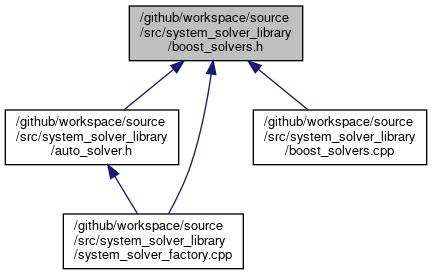 /github/workspace/source
/src/system_solver_library
/boost_solvers.h
/github/workspace/source
/src/system_solver_library
/auto_solver.h
/github/workspace/source
/src/system_solver_library
/boost_solvers.cpp
/github/workspace/source
/src/system_solver_library
/system_solver_factory.cpp